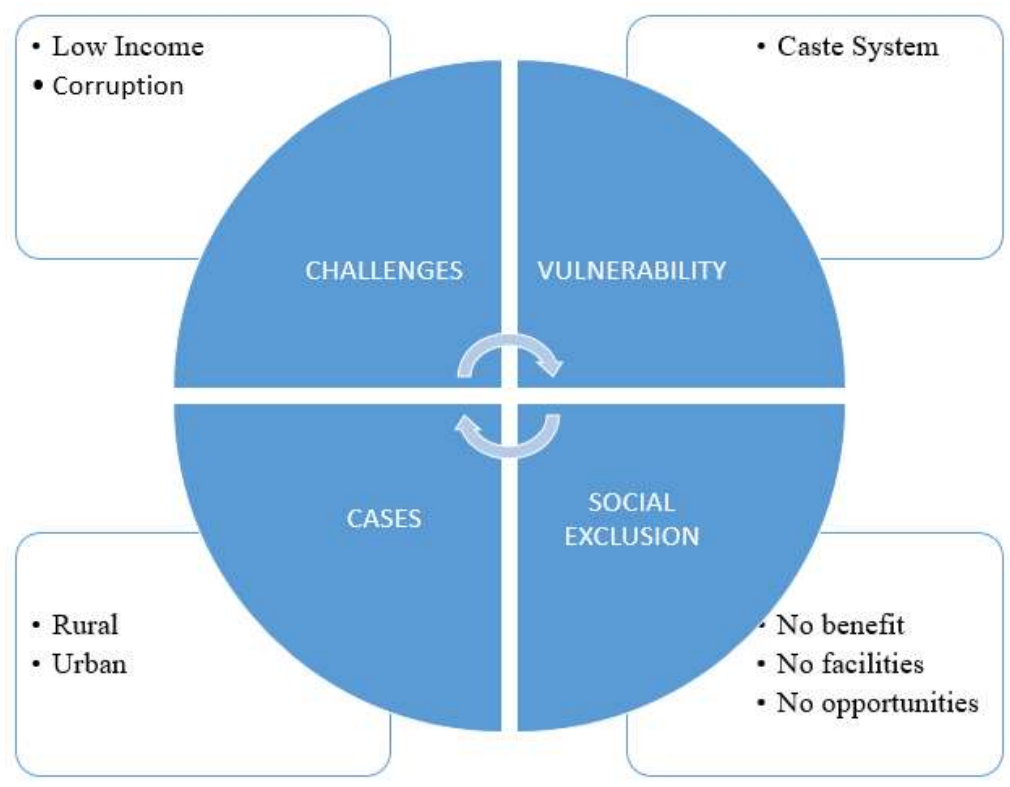 • Low Income
• Corruption
• Caste System
CHALLENGES
VULNERABILITY
CASES
SOCIAL
EXCLUSION
• Rural
• Urban
• No benefit
• No facilities
• No opportunities